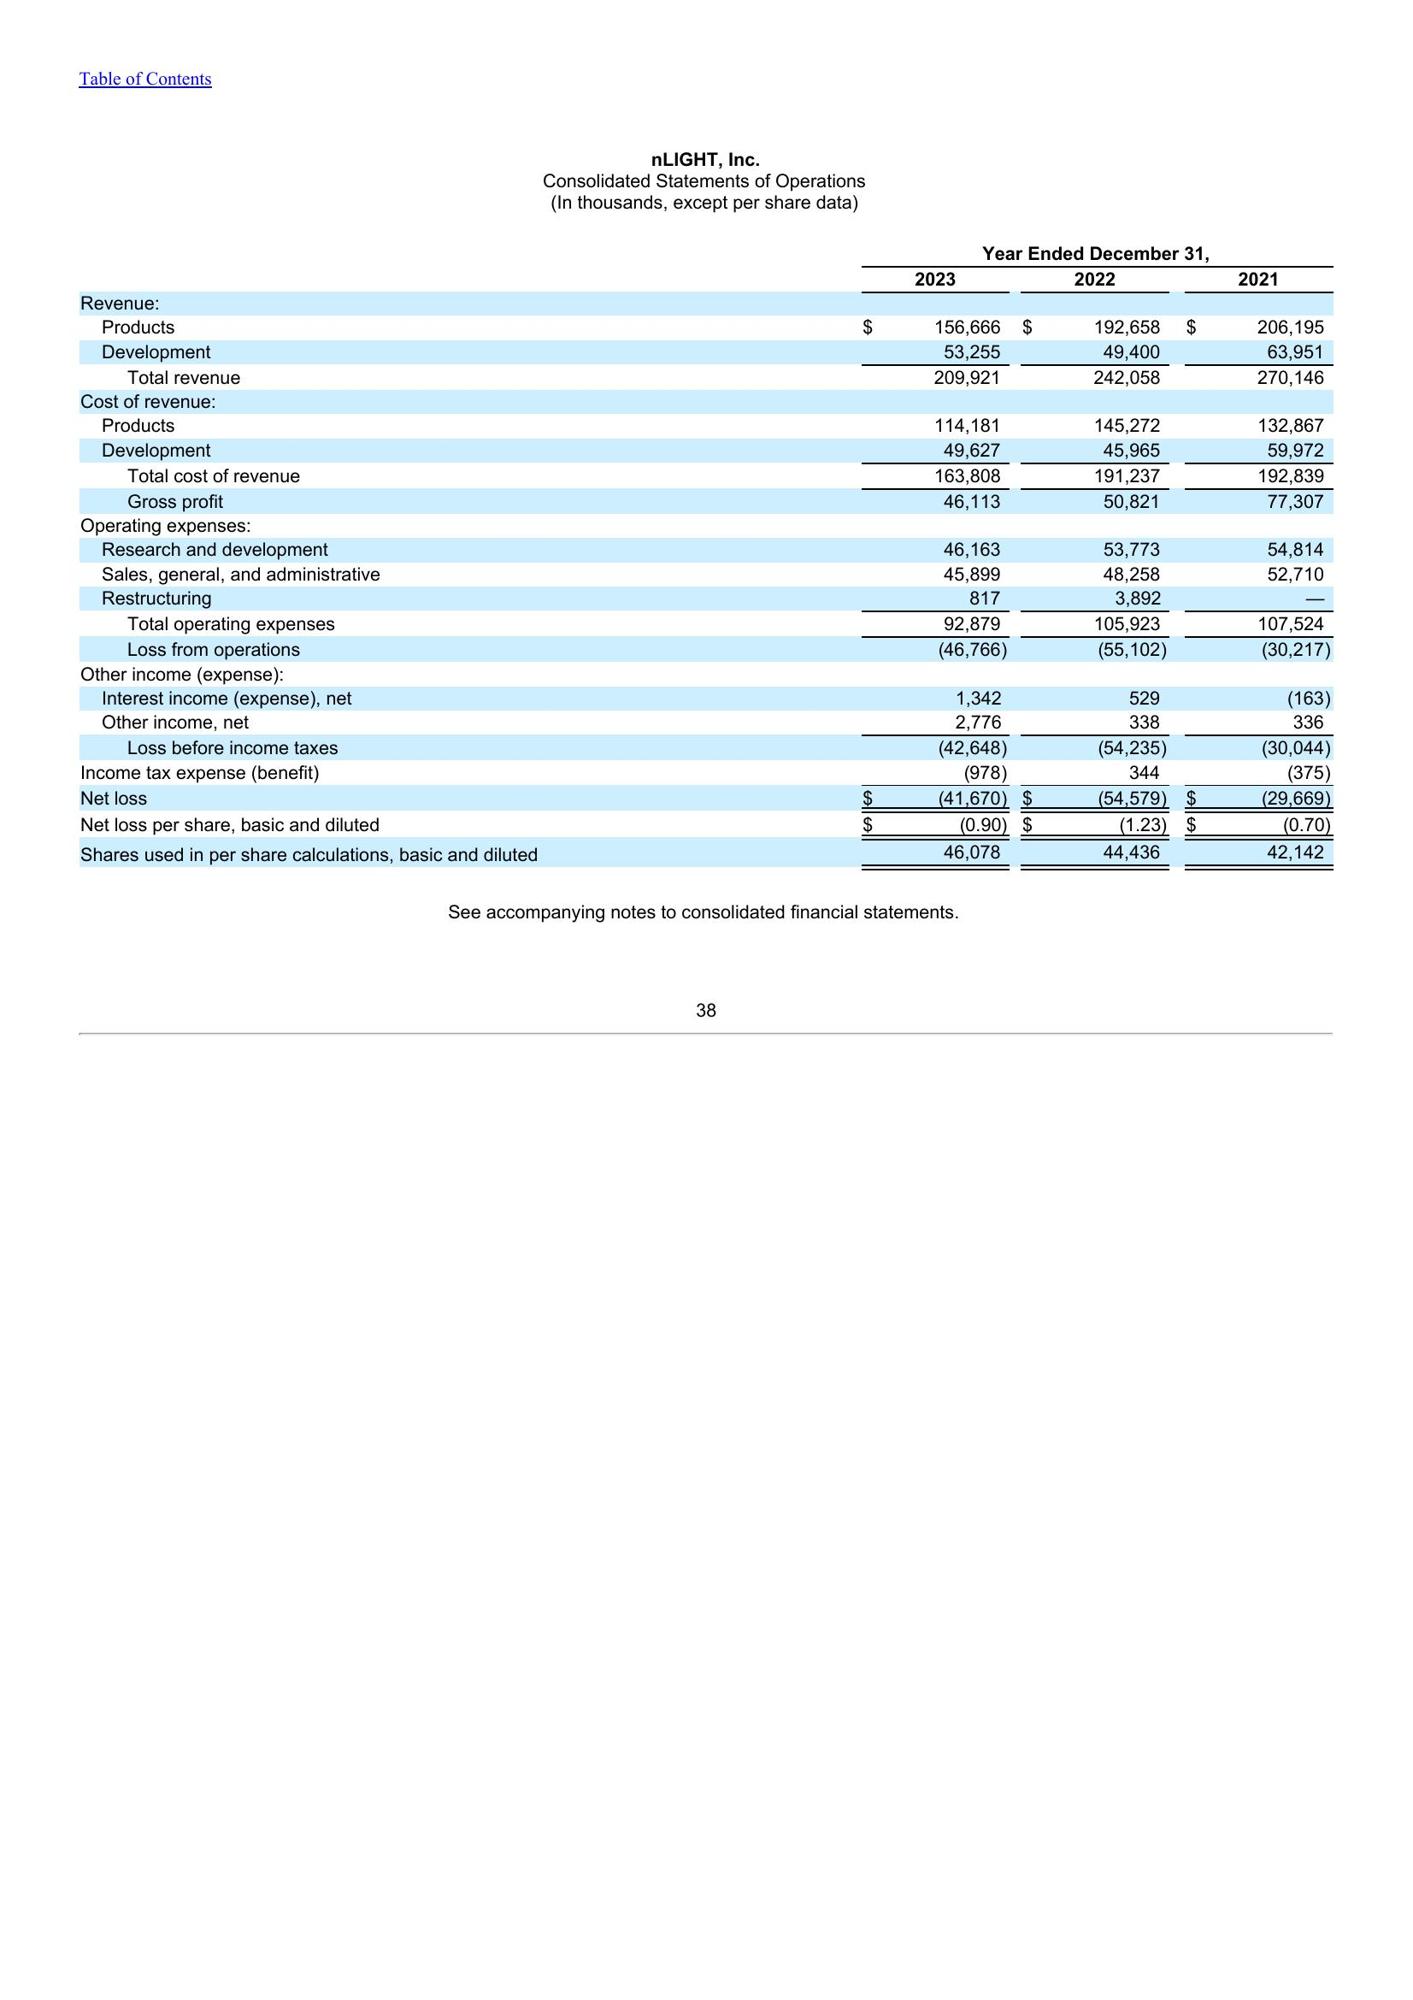 Table of Contents
nLIGHT, Inc.
Consolidated Statements of Operations
(In thousands, except per share data)
Year Ended December 31,
2023 2022 2021
Revenue:
Products $ 156,666 $ 192,658 $ 206,195
Development 53,255 49,400 63,951
Total revenue 209,921 242,058 270,146
Cost of revenue:
Products 114,181 145,272 132,867
Development 49,627 45,965 59,972
Total cost of revenue 163,808 191,237 192,839
Gross profit 46,113 50,821 77,307
Operating expenses:
Research and development 46,163 53,773 54,814
Sales, general, and administrative 45,899 48,258 52,710
Restructuring 817 3,892 —
Total operating expenses 92,879 105,923 107,524
Loss from operations (46,766) (55,102) (30,217)
Other income (expense):
Interest income (expense), net 1,342 529 (163)
Other income, net 2,776 338 336
Loss before income taxes (42,648) (54,235) (30,044)
Income tax expense (benefit) (978) 344 (375)
Net loss $ (41,670) $ (54,579) $ (29,669)
Net loss per share, basic and diluted $ (0.90) $ (1.23) $ (0.70)
Shares used in per share calculations, basic and diluted 46,078 44,436 42,142
See accompanying notes to consolidated financial statements.
38